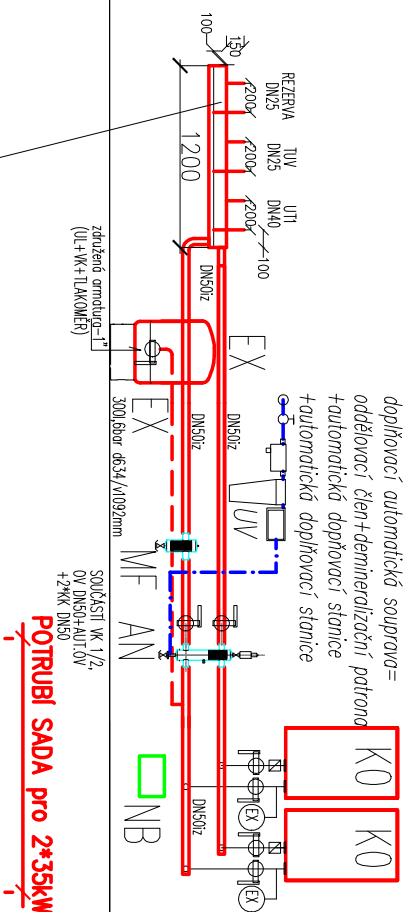 doplňovací automatická souprava=
oddělovací člen+demineralizační patrona
+automatická dopňovací stanice
+automatická doplňovací stanice
KO
KO
REZERVA
DN25
TUV
DN25
UT1
DN40
200
200
200
100
150
100
1200
DN50iz
DN50iz
DN50iz
DN50iz
EX
EX
UV
EX
EX
300l,6bar d634/v1092mm
MF
AN
NB
združená armatura-1"
(UL+VK+TLAKOMĚR)
SOUČASTÍ VK 1/2,
OV DN50+AUT.OV
+2*KK DN50
POTRUBÍ SADA pro 2*35kW